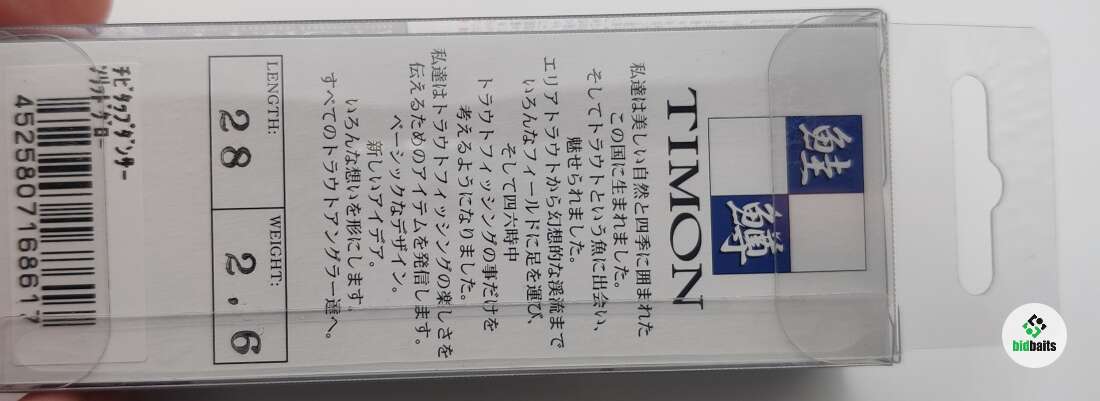 鮭
鱒
TIMON
私達は美しい自然と四季に囲まれた
この国に生まれました。
そしてトラウトという魚に出会い、
魅せられました。
エリアトラウトから幻想的な渓流まで
いろんなフィールドに足を運び、
そして四六時中
トラウトフィッシングの事だけを
考えるようになりました。
私達はトラウトフィッシングの楽しさを
伝えるためのアイテムを発信します。
ベーシックなデザイン。
新しいアイデア。
いろんな想いを形にします。
すべてのトラウトアングラー達へ。
LENGTH:
28
WEIGHT:
2,6
チビタップダンサー
4525807168617
bidbaits